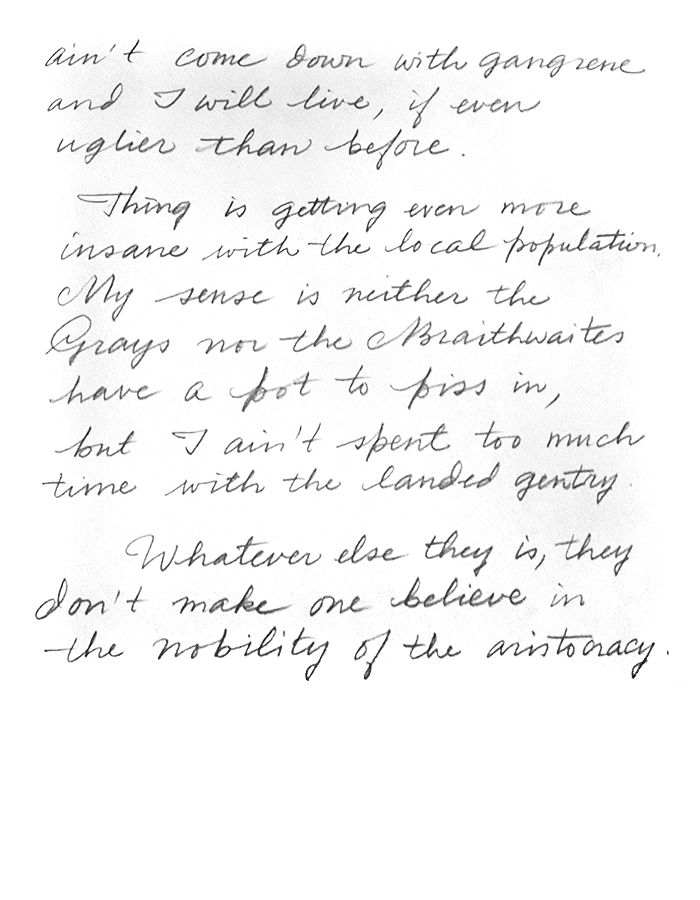 ain't come down with gangrene
and I will live, if even
uglier than before.
Thing is getting even more
insane with the local population.
My sense is neither the
Grays nor the Braithwaites
have a pot to piss in,
but I ain't spent too much
time with the landed gentry.
Whatever else they is, they
don't make one believe in
the nobility of the aristocracy.